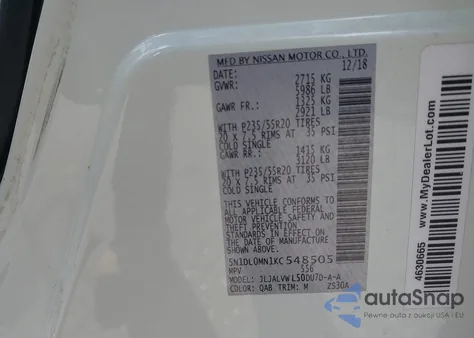 MFD BY NISSAN MOTOR CO., LTD.
DATE: 12/18
GVWR: 2715 KG
5986 LB
GAWR FR.: 1325 KG
2921 LB
WITH P235/55R20 TIRES
20 x 7.5 RIMS AT 35 PSI
COLD SINGLE
GAWR RR.: 1415 KG
3120 LB
WITH P235/55R20 TIRES
20 x 7.5 RIMS AT 35 PSI
COLD SINGLE
THIS VEHICLE CONFORMS TO
ALL APPLICABLE FEDERAL
MOTOR VEHICLE SAFETY
AND THEFT PREVENTION
STANDARDS IN EFFECT ON
THE DATE OF MANUFACTURE
SHOWN ABOVE.
5N1DL0MN1KC548505
MPV 556
MODEL: JLJALVWL50DU7D-A-A
COLOR: QAB TRIM: M ZS30A
4630665
www.MyDealerLot.com
autoSnap